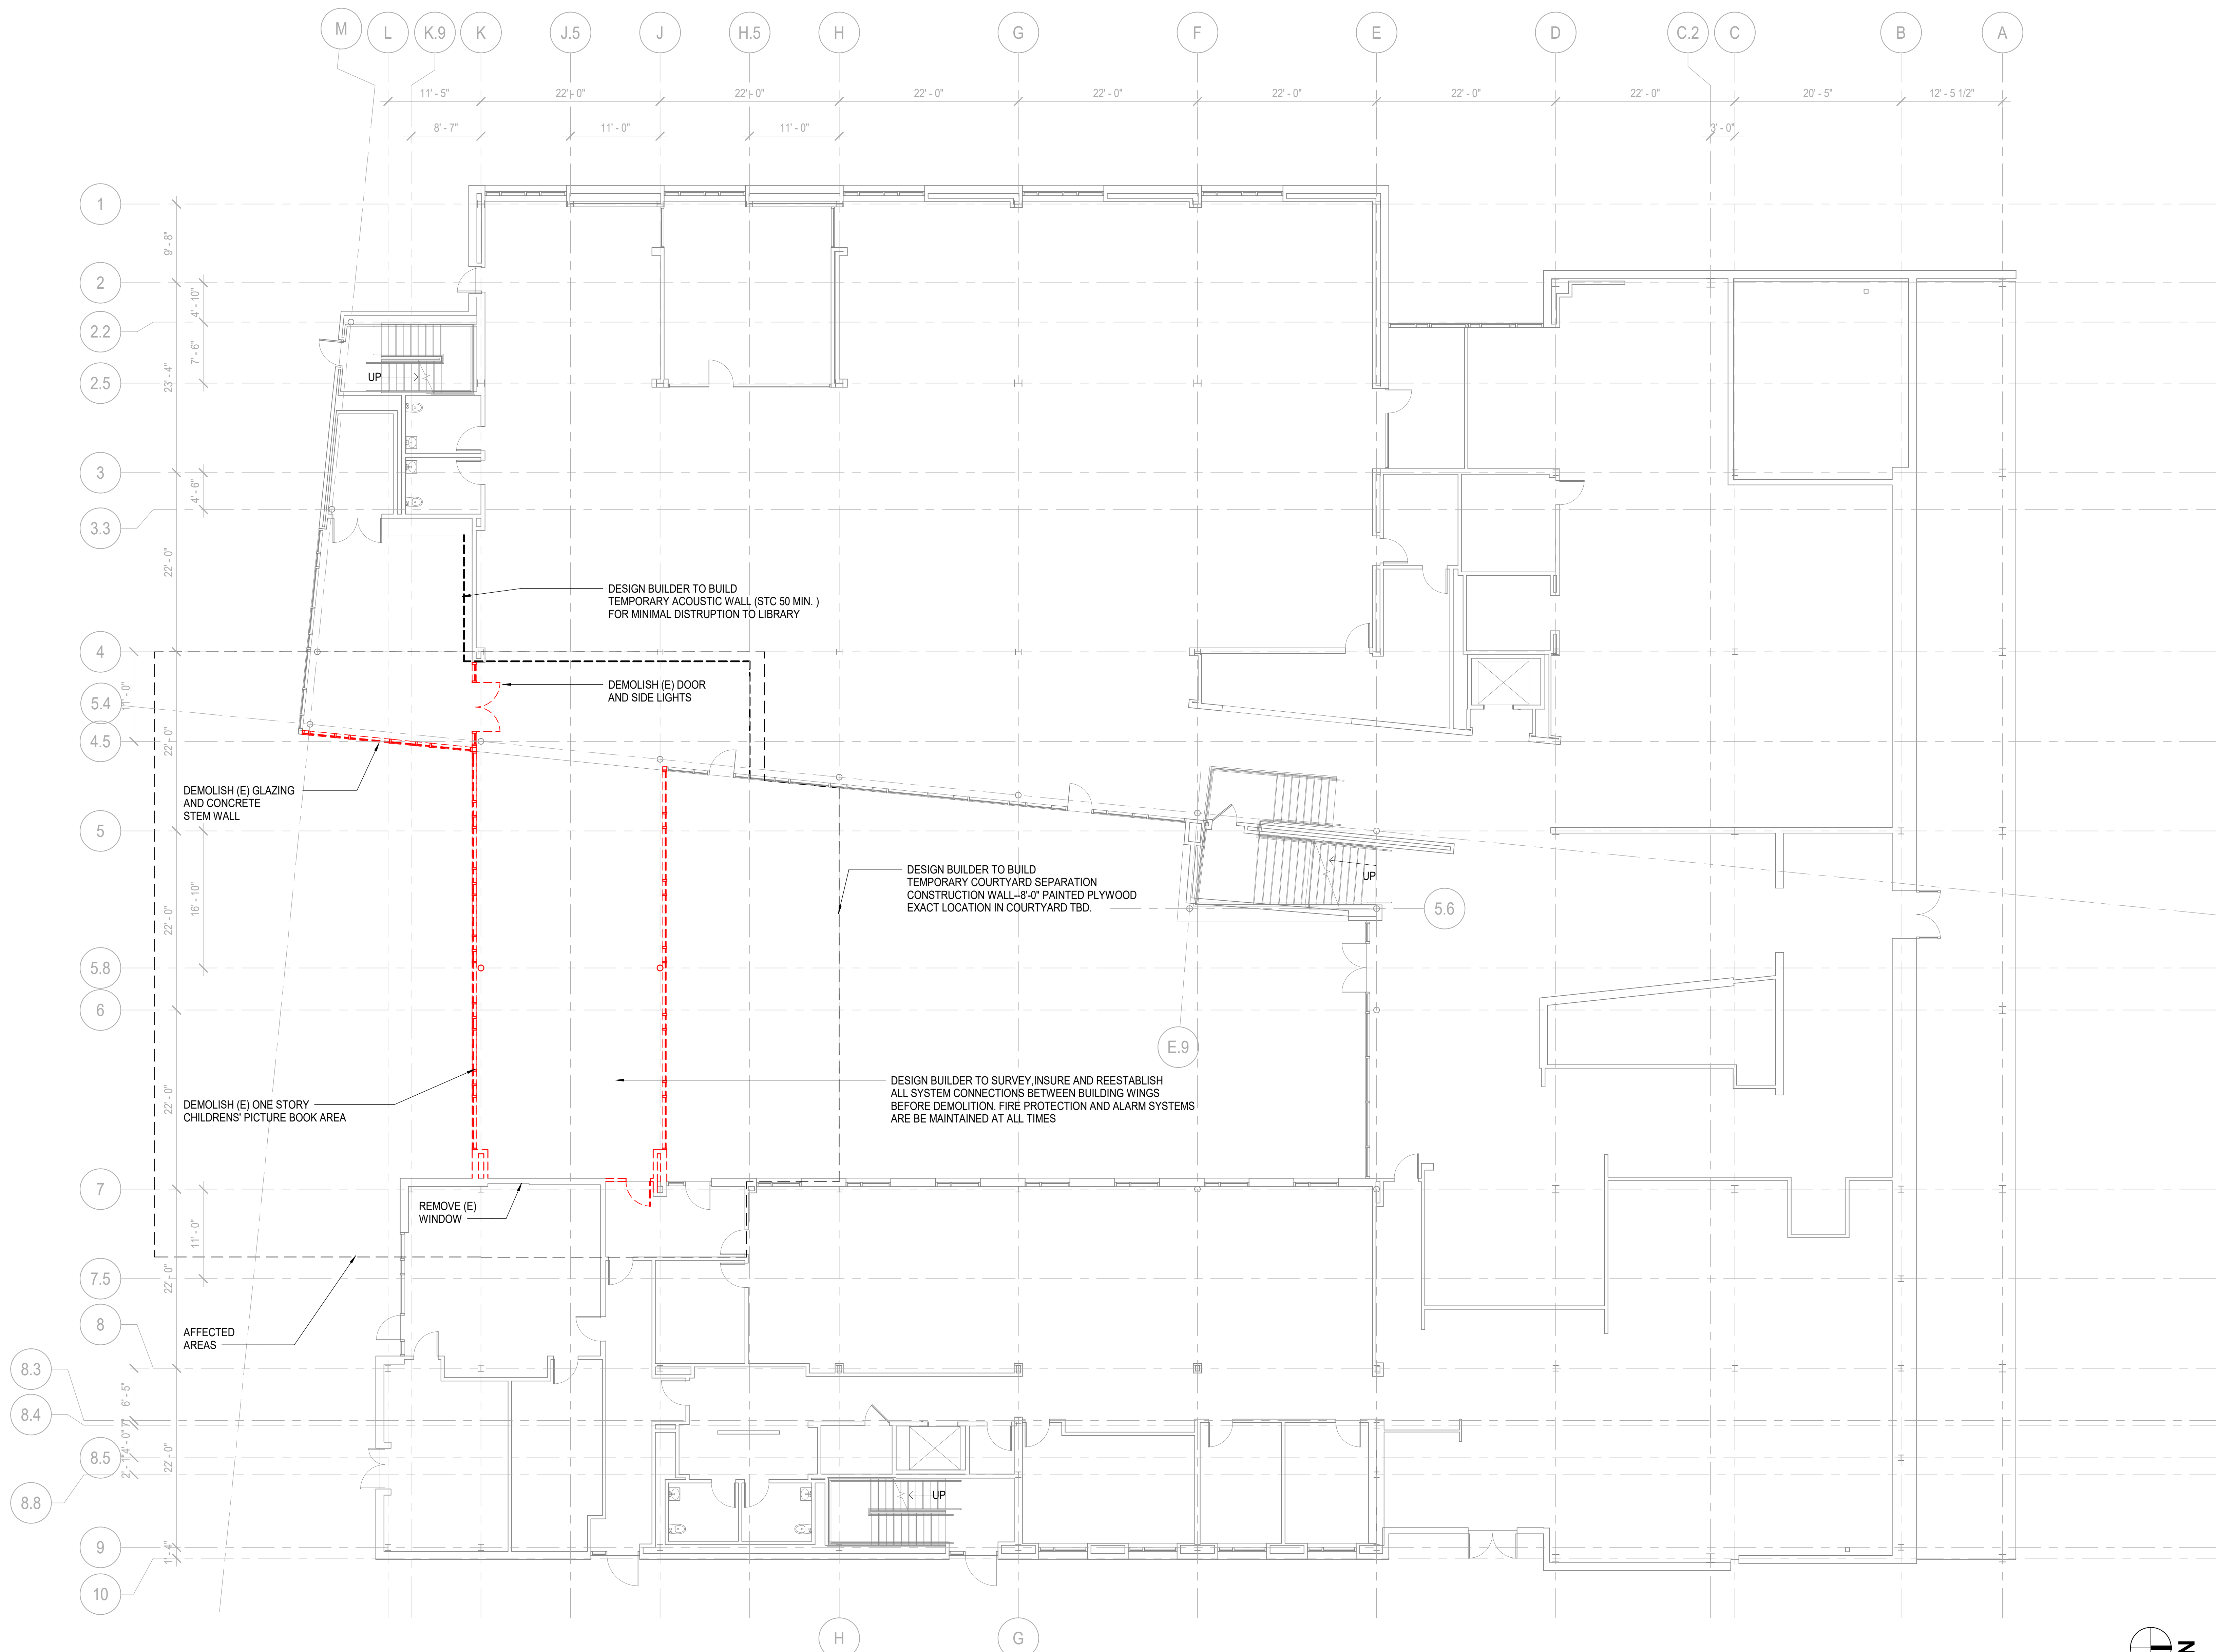 M
L
K.9
K
J.5
J
H.5
H
G
F
E
D
C.2
C
B
A
11' - 5"
22' - 0"
22' - 0"
22' - 0"
22' - 0"
22' - 0"
22' - 0"
22' - 0"
20' - 5"
12' - 5 1/2"
8' - 7"
11' - 0"
11' - 0"
3' - 0"
1
9' - 8"
2
4' - 10"
2.2
7' - 6"
23' - 4"
2.5
UP
3
4' - 6"
3.3
22' - 0"
DESIGN BUILDER TO BUILD
TEMPORARY ACOUSTIC WALL (STC 50 MIN. )
FOR MINIMAL DISTRUPTION TO LIBRARY
4
11' - 0"
DEMOLISH (E) DOOR
AND SIDE LIGHTS
5.4
4.5
22' - 0"
DEMOLISH (E) GLAZING
AND CONCRETE
STEM WALL
5
16' - 10"
22' - 0"
DESIGN BUILDER TO BUILD
TEMPORARY COURTYARD SEPARATION
CONSTRUCTION WALL--8'-0" PAINTED PLYWOOD
EXACT LOCATION IN COURTYARD TBD.
UP
5.6
5.8
6
E.9
22' - 0"
DESIGN BUILDER TO SURVEY,INSURE AND REESTABLISH
ALL SYSTEM CONNECTIONS BETWEEN BUILDING WINGS
BEFORE DEMOLITION. FIRE PROTECTION AND ALARM SYSTEMS
ARE BE MAINTAINED AT ALL TIMES
DEMOLISH (E) ONE STORY
CHILDRENS' PICTURE BOOK AREA
7
REMOVE (E)
WINDOW
11' - 0"
22' - 0"
7.5
8
AFFECTED
AREAS
8.3
6' - 5"
8.4
7"
4' - 0"
8.5
2' - 1"
22' - 0"
8.8
UP
9
1' - 4"
10
H
G
N